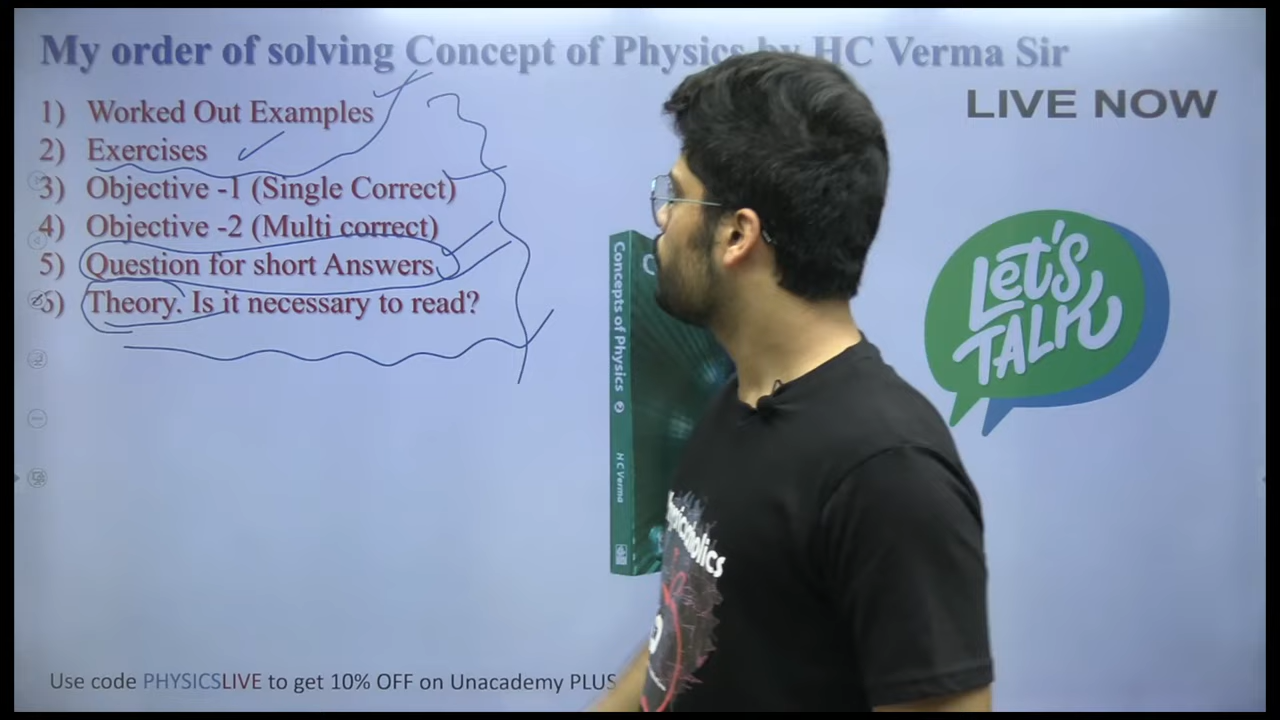 My order of solving Concept of Physics by HC Verma Sir
LIVE NOW
1) Worked Out Examples
2) Exercises
3) Objective -1 (Single Correct)
4) Objective -2 (Multi correct)
5) Question for short Answers
6) Theory. Is it necessary to read?
LET'S
TALK
Concepts of Physics 2
H C Verma
Use code PHYSICSLIVE to get 10% OFF on Unacademy PLUS